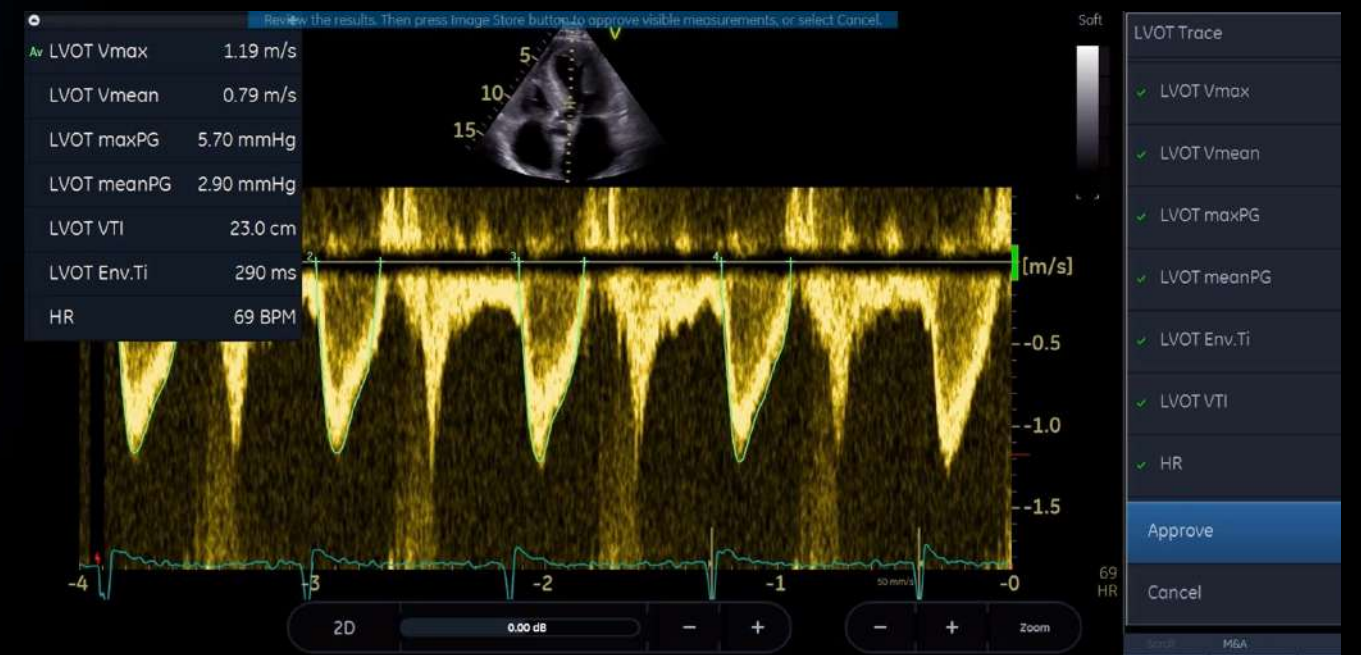 Review the results. Then press Image Store button to approve visible measurements, or select Cancel.
Av LVOT Vmax 1.19 m/s
LVOT Vmean 0.79 m/s
LVOT maxPG 5.70 mmHg
LVOT meanPG 2.90 mmHg
LVOT VTI 23.0 cm
LVOT Env.Ti 290 ms
HR 69 BPM
V
5
10
15
Soft
2 3 4
[m/s]
-0.5
-1.0
-1.5
-4 -3 -2 -1 -0
50 mm/s
69
HR
2D 0.00 dB - + - + Zoom
LVOT Trace
LVOT Vmax
LVOT Vmean
LVOT maxPG
LVOT meanPG
LVOT Env.Ti
LVOT VTI
HR
Approve
Cancel
Scroll M&A